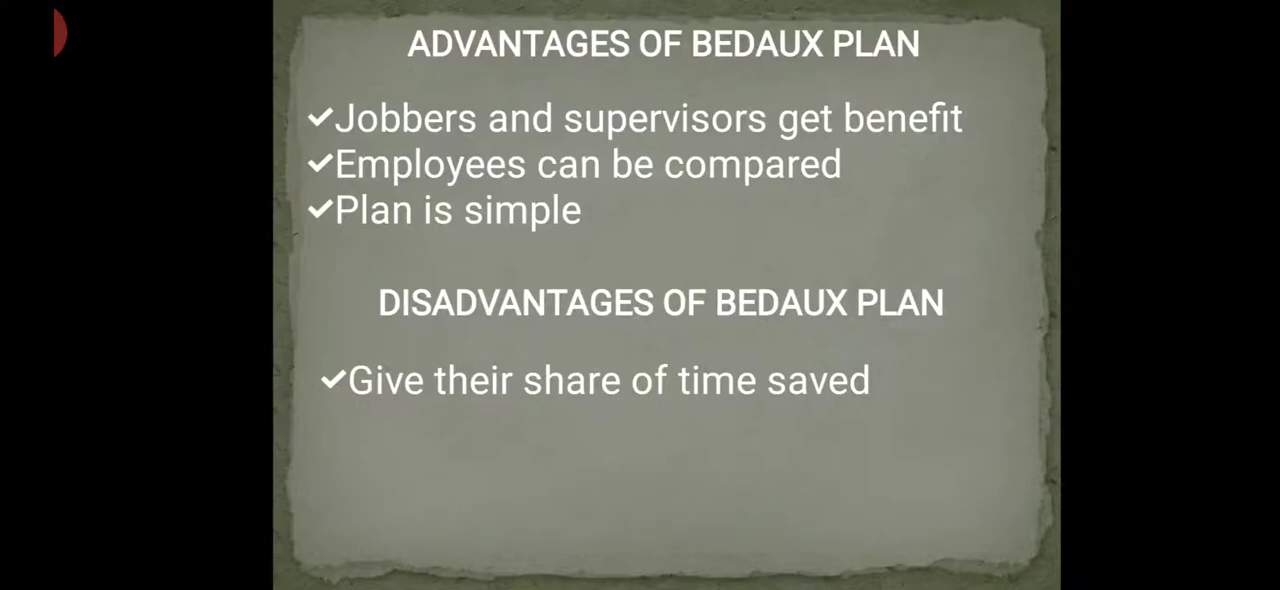 ADVANTAGES OF BEDAUX PLAN
✓Jobbers and supervisors get benefit
✓Employees can be compared
✓Plan is simple
DISADVANTAGES OF BEDAUX PLAN
✓Give their share of time saved